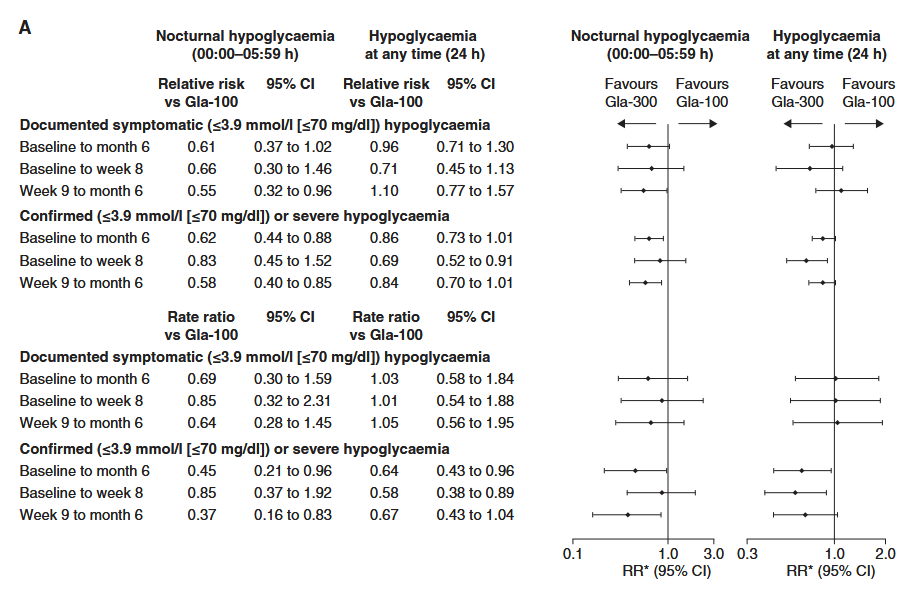 A
Nocturnal hypoglycaemia (00:00–05:59 h) Hypoglycaemia at any time (24 h)
Relative risk vs Gla-100 95% CI Relative risk vs Gla-100 95% CI
Documented symptomatic (≤3.9 mmol/l [≤70 mg/dl]) hypoglycaemia
Baseline to month 6 0.61 0.37 to 1.02 0.96 0.71 to 1.30
Baseline to week 8 0.66 0.30 to 1.46 0.71 0.45 to 1.13
Week 9 to month 6 0.55 0.32 to 0.96 1.10 0.77 to 1.57
Confirmed (≤3.9 mmol/l [≤70 mg/dl]) or severe hypoglycaemia
Baseline to month 6 0.62 0.44 to 0.88 0.86 0.73 to 1.01
Baseline to week 8 0.83 0.45 to 1.52 0.69 0.52 to 0.91
Week 9 to month 6 0.58 0.40 to 0.85 0.84 0.70 to 1.01
Rate ratio vs Gla-100 95% CI Rate ratio vs Gla-100 95% CI
Documented symptomatic (≤3.9 mmol/l [≤70 mg/dl]) hypoglycaemia
Baseline to month 6 0.69 0.30 to 1.59 1.03 0.58 to 1.84
Baseline to week 8 0.85 0.32 to 2.31 1.01 0.54 to 1.88
Week 9 to month 6 0.64 0.28 to 1.45 1.05 0.56 to 1.95
Confirmed (≤3.9 mmol/l [≤70 mg/dl]) or severe hypoglycaemia
Baseline to month 6 0.45 0.21 to 0.96 0.64 0.43 to 0.96
Baseline to week 8 0.85 0.37 to 1.92 0.58 0.38 to 0.89
Week 9 to month 6 0.37 0.16 to 0.83 0.67 0.43 to 1.04
Nocturnal hypoglycaemia (00:00–05:59 h)
Favours Gla-300 Favours Gla-100
0.1 1.0 3.0
RR* (95% CI)
Hypoglycaemia at any time (24 h)
Favours Gla-300 Favours Gla-100
0.3 1.0 2.0
RR* (95% CI)